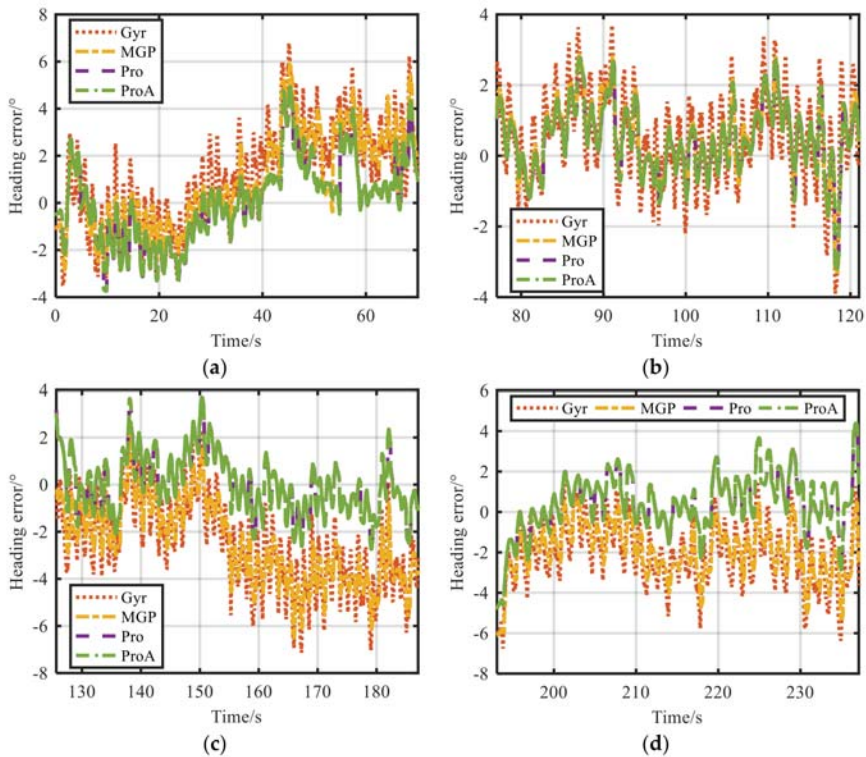 Heading error/°
6
4
2
0
-2
-4
Gyr
MGP
Pro
ProA
0 20 40 60
Time/s
(a)
Heading error/°
4
2
0
-2
-4
Gyr
MGP
Pro
ProA
80 90 100 110 120
Time/s
(b)
Heading error/°
4
2
0
-2
-4
-6
-8
Gyr
MGP
Pro
ProA
130 140 150 160 170 180
Time/s
(c)
Heading error/°
6
4
2
0
-2
-4
-6
-8
Gyr MGP Pro ProA
200 210 220 230
Time/s
(d)